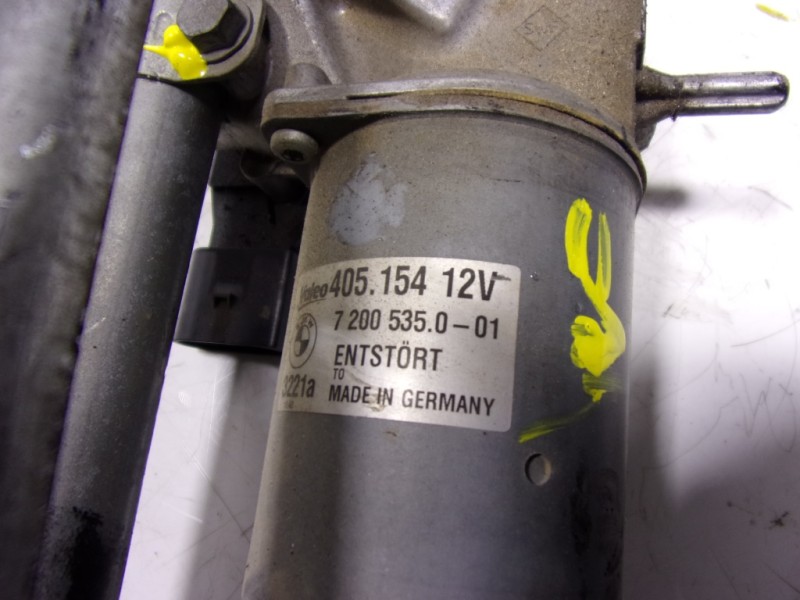 Valeo 405.154 12V
7 200 535.0-01
ENTSTÖRT
TO
3221a MADE IN GERMANY